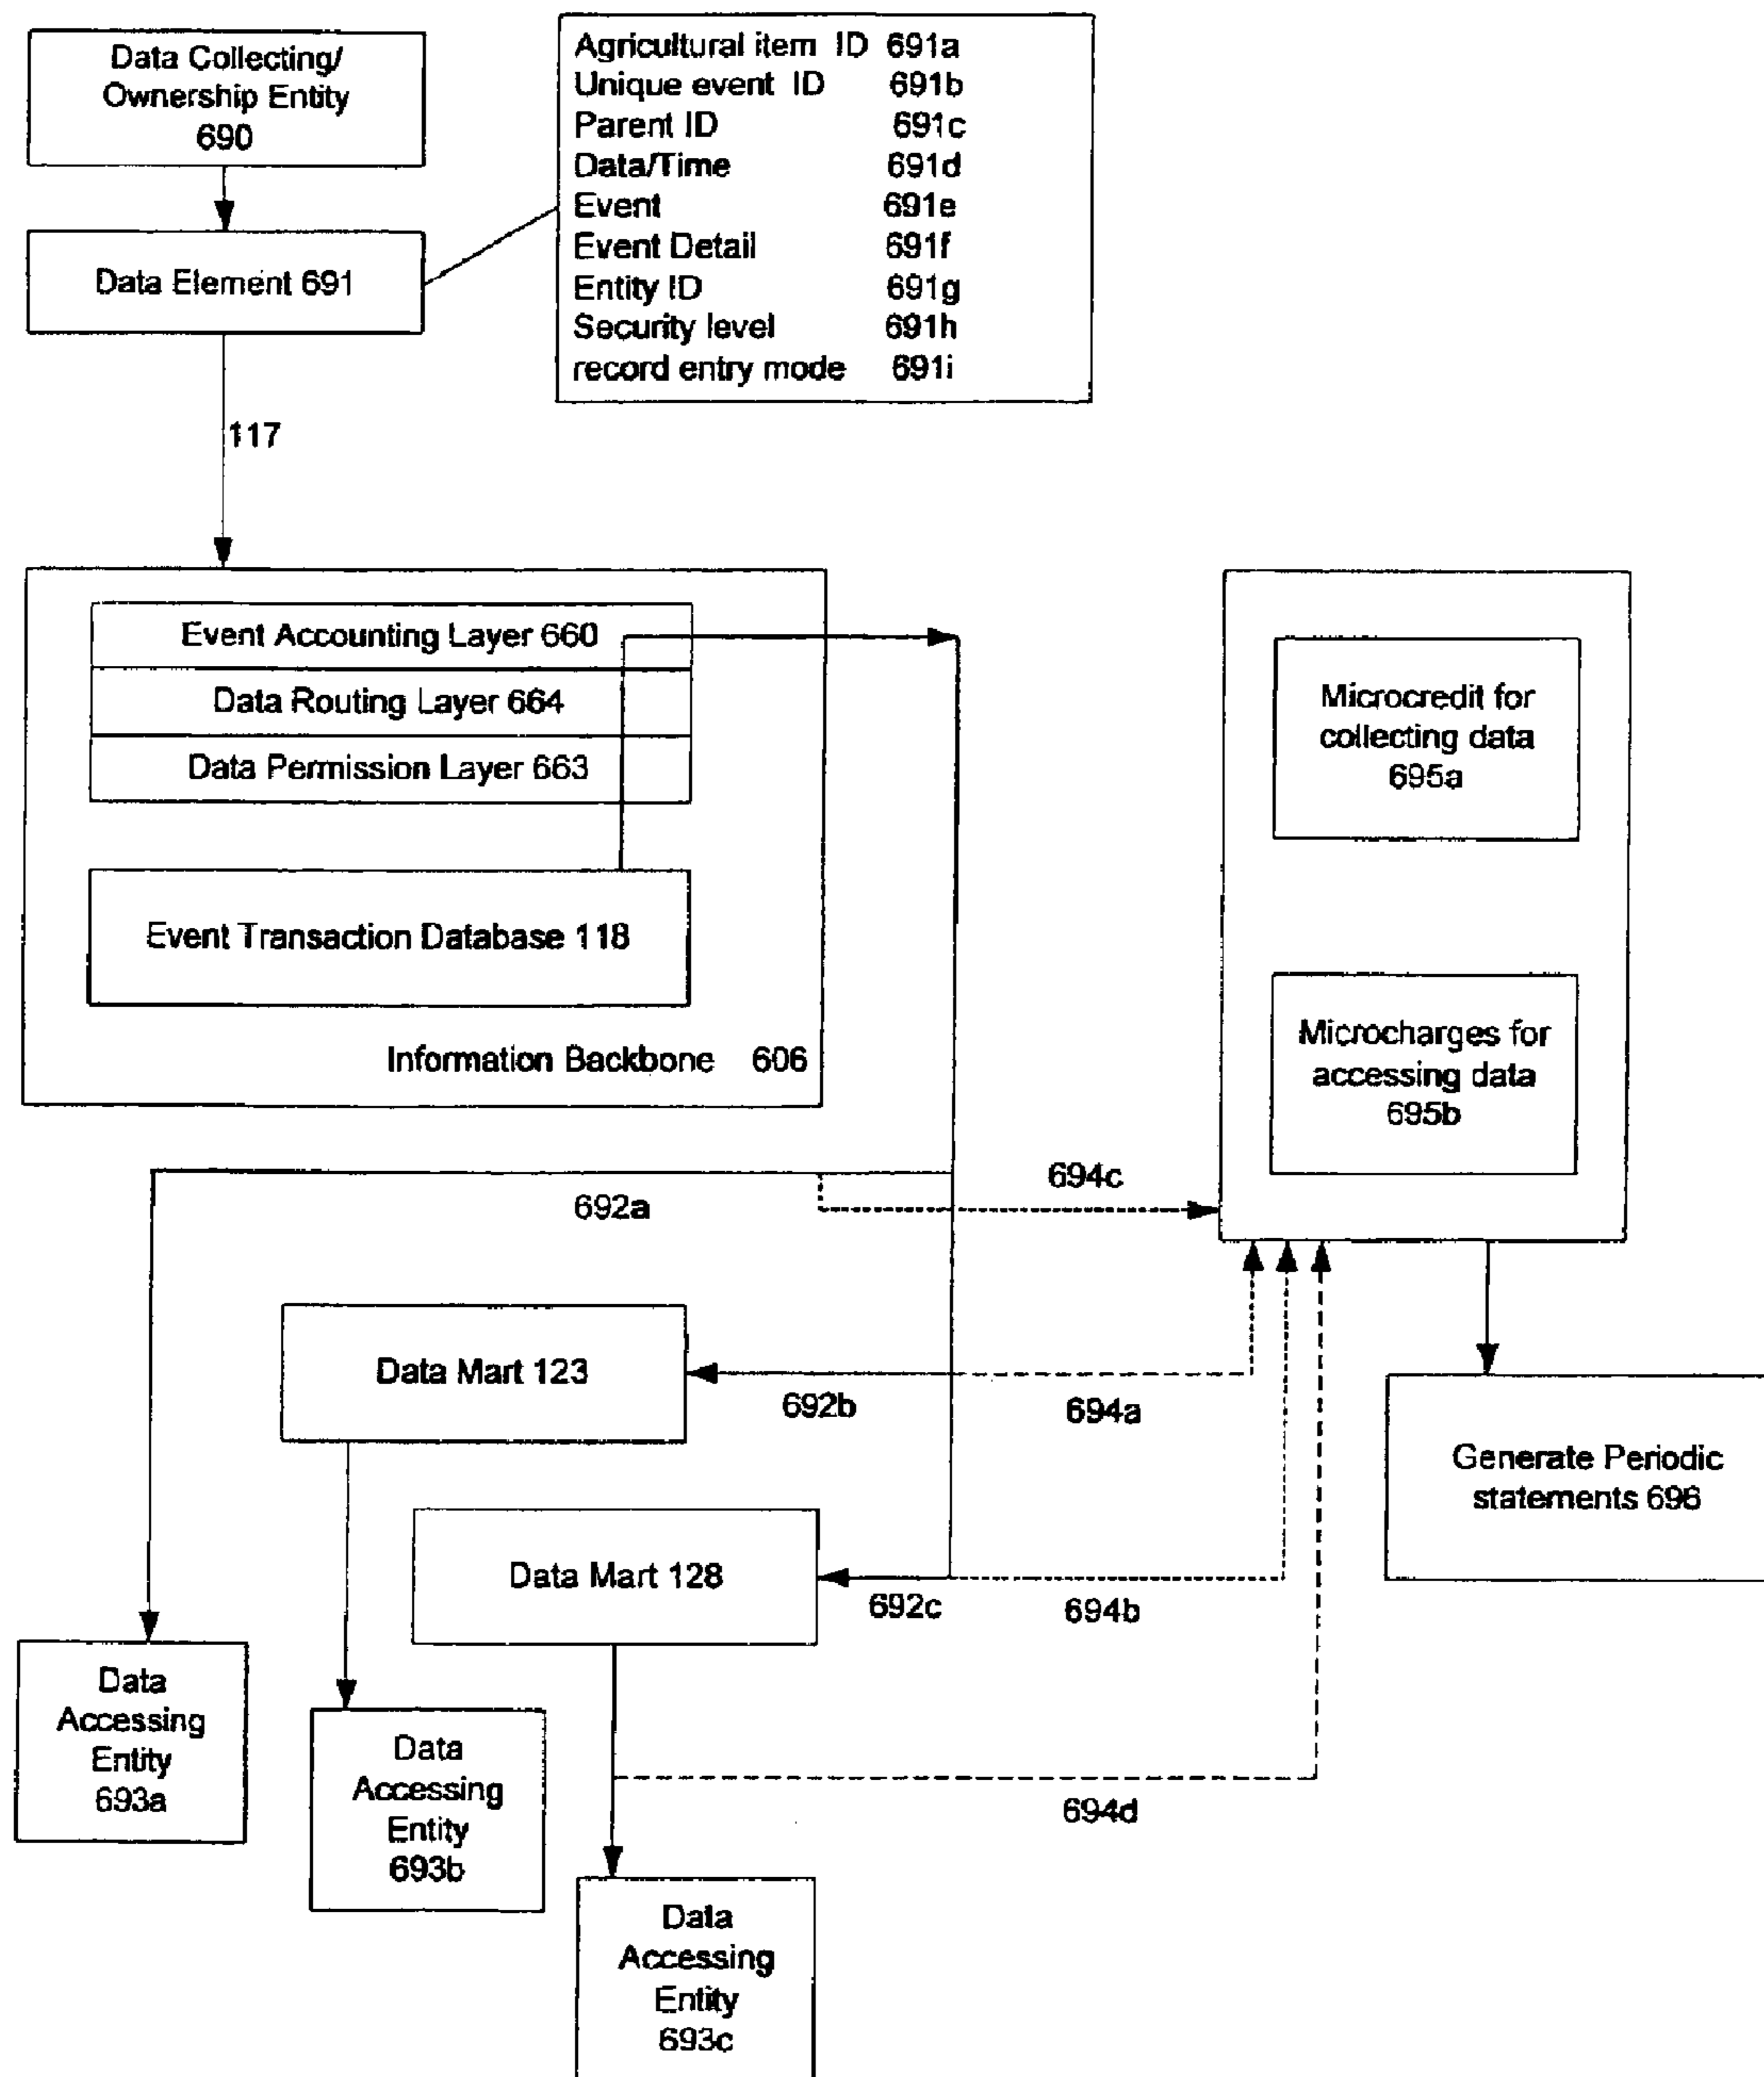 Data Collecting/
Ownership Entity
690
Agricultural item ID 691a
Unique event ID 691b
Parent ID 691c
Data/Time 691d
Event 691e
Event Detail 691f
Entity ID 691g
Security level 691h
record entry mode 691i
Data Element 691
117
Event Accounting Layer 660
Data Routing Layer 664
Data Permission Layer 663
Event Transaction Database 118
Information Backbone 606
Microcredit for
collecting data
695a
Microcharges for
accessing data
695b
692a
694c
Data Mart 123
692b
694a
Generate Periodic
statements 696
Data Mart 128
692c
694b
Data
Accessing
Entity
693a
Data
Accessing
Entity
693b
694d
Data
Accessing
Entity
693c